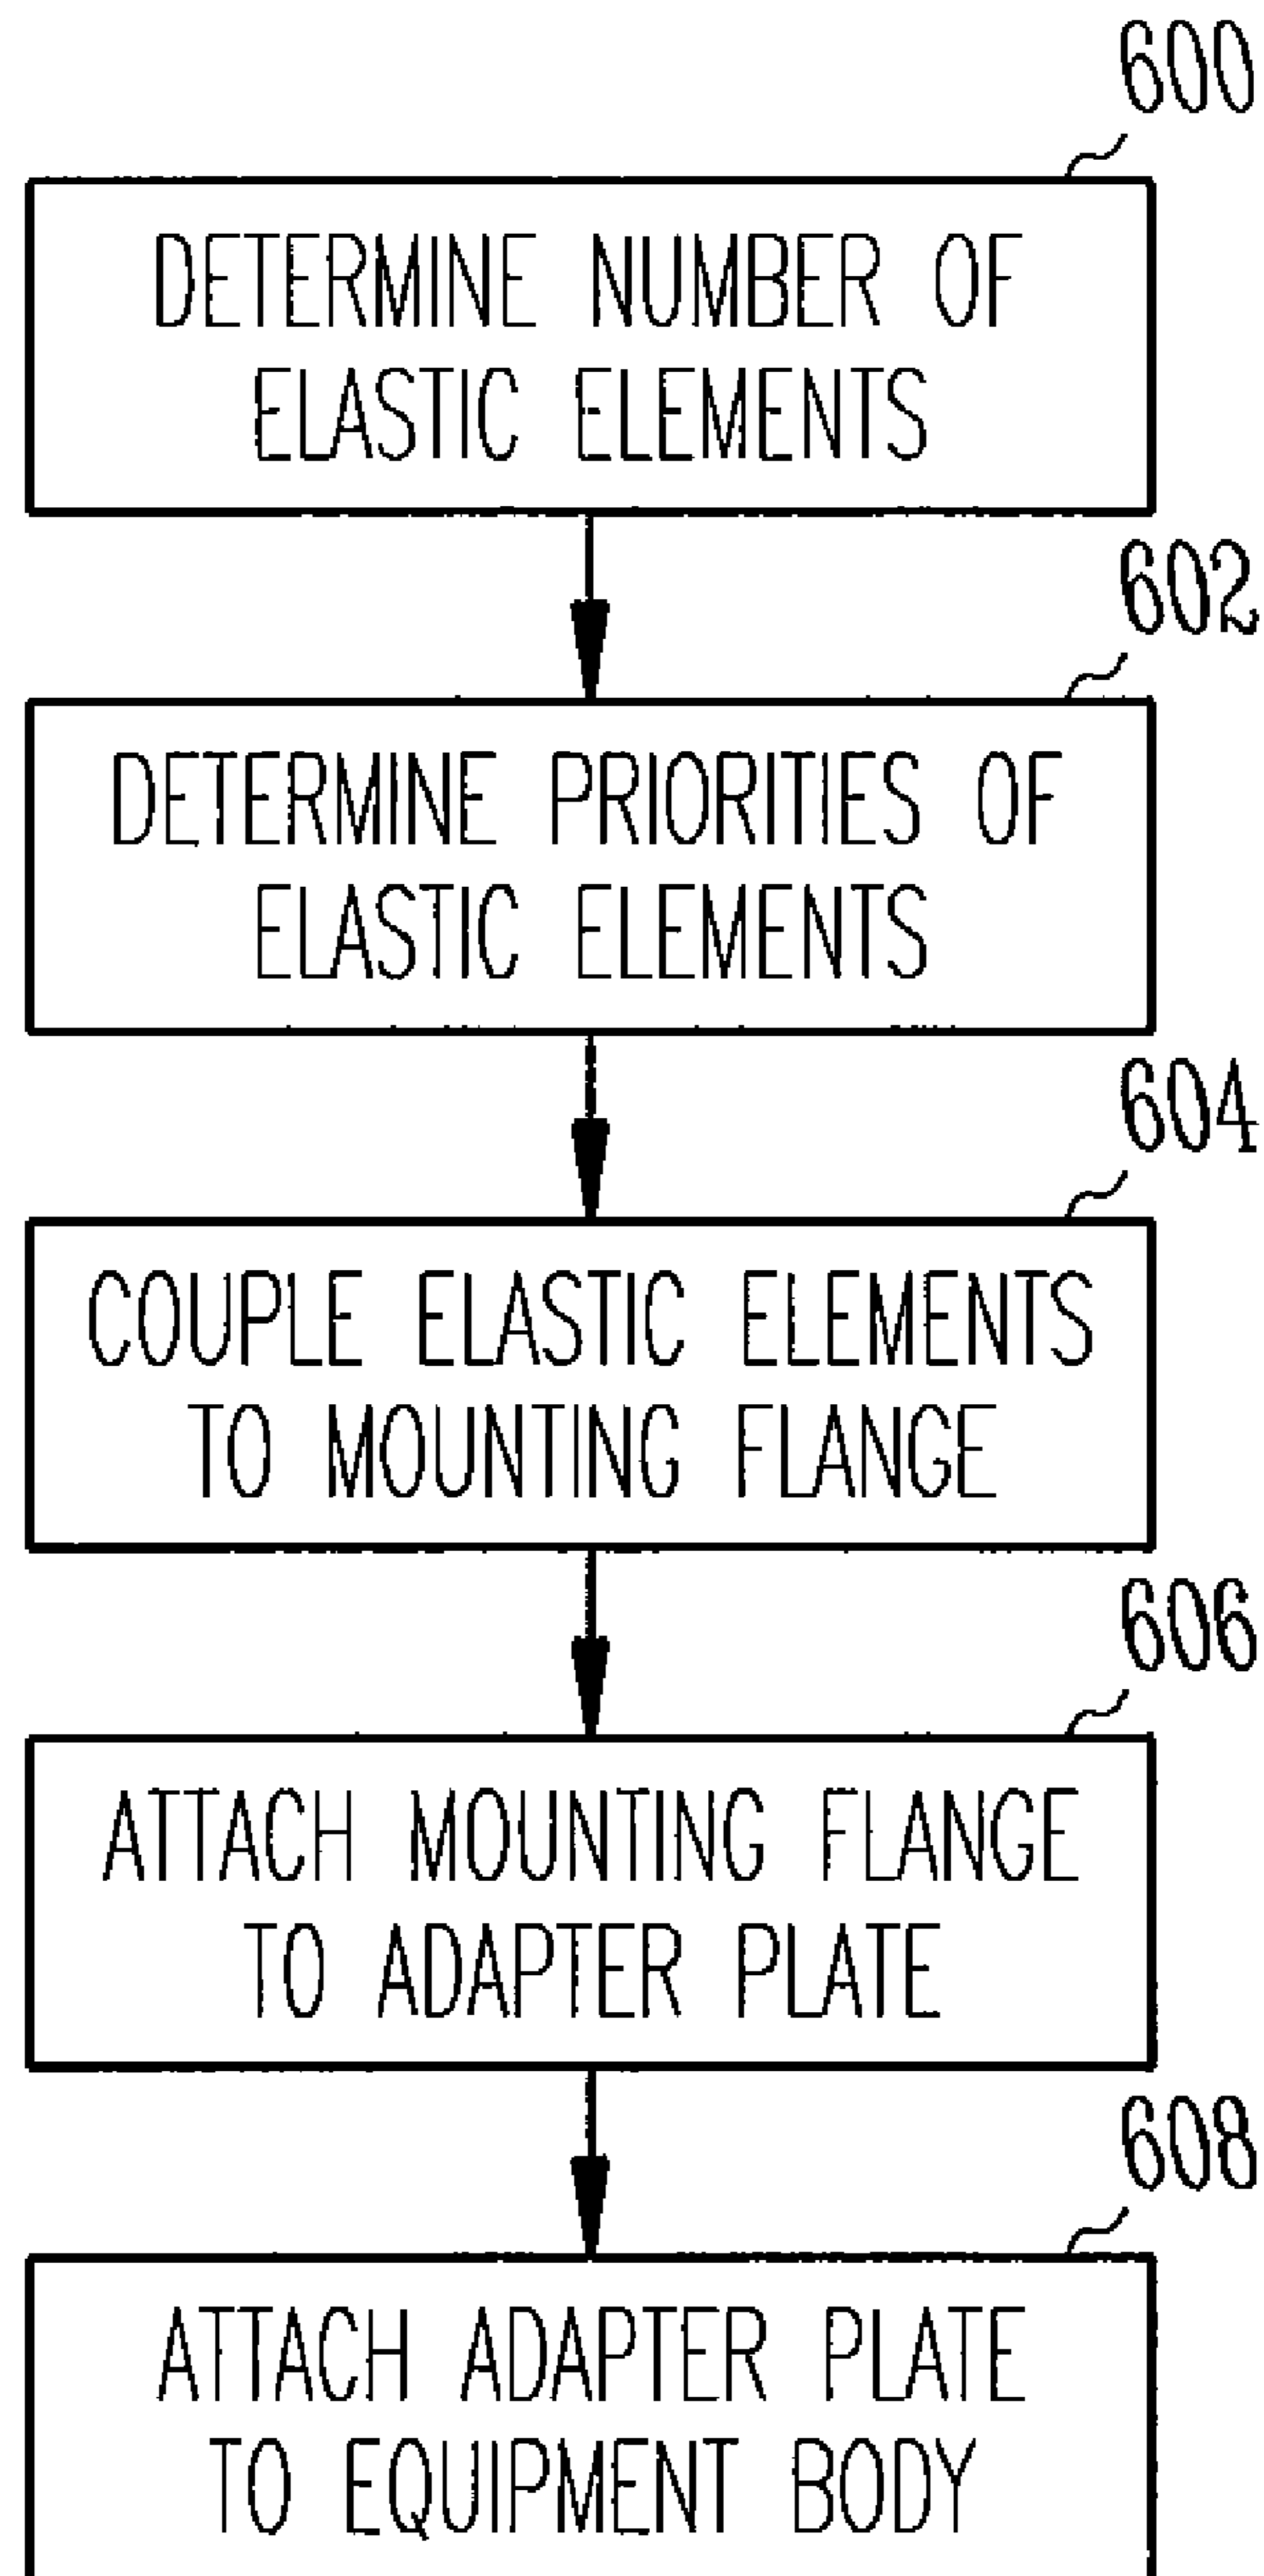 600
DETERMINE NUMBER OF
ELASTIC ELEMENTS
602
DETERMINE PRIORITIES OF
ELASTIC ELEMENTS
604
COUPLE ELASTIC ELEMENTS
TO MOUNTING FLANGE
606
ATTACH MOUNTING FLANGE
TO ADAPTER PLATE
608
ATTACH ADAPTER PLATE
TO EQUIPMENT BODY